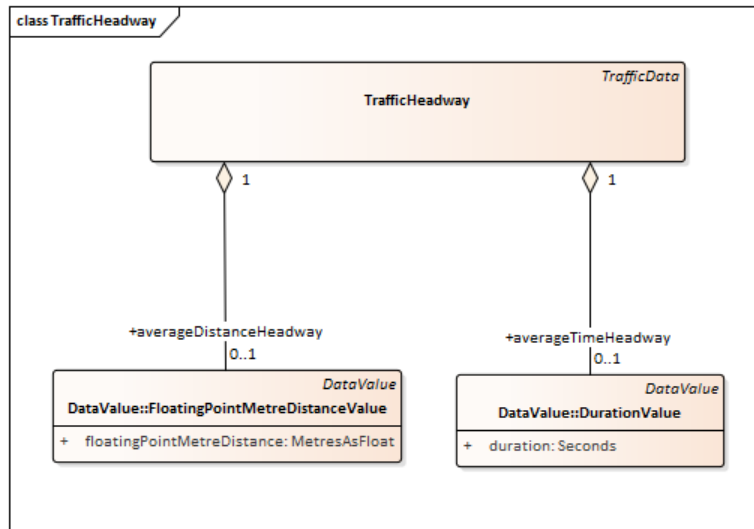 class TrafficHeadway
TrafficData
TrafficHeadway
1
1
+averageDistanceHeadway
0..1
+averageTimeHeadway
0..1
DataValue
DataValue::FloatingPointMetreDistanceValue
+ floatingPointMetreDistance: MetresAsFloat
DataValue
DataValue::DurationValue
+ duration: Seconds